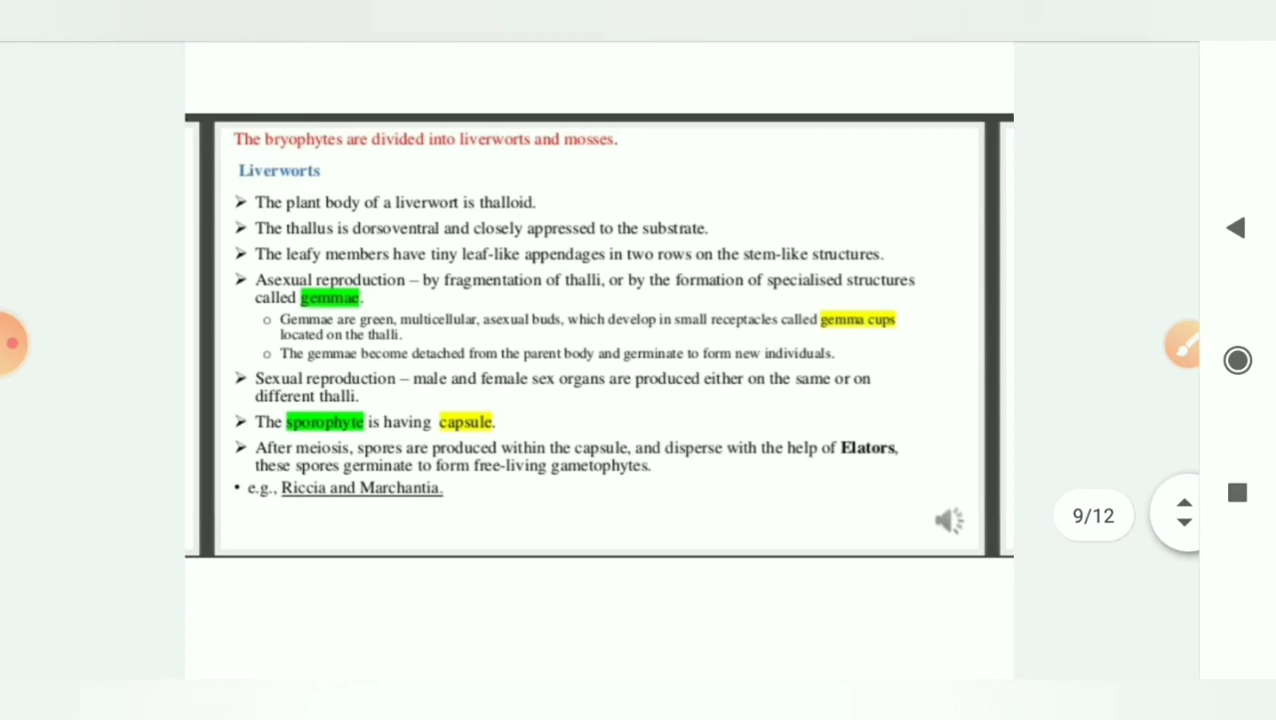 The bryophytes are divided into liverworts and mosses.
Liverworts
➢ The plant body of a liverwort is thalloid.
➢ The thallus is dorsoventral and closely appressed to the substrate.
➢ The leafy members have tiny leaf-like appendages in two rows on the stem-like structures.
➢ Asexual reproduction – by fragmentation of thalli, or by the formation of specialised structures
called gemmae.
o Gemmae are green, multicellular, asexual buds, which develop in small receptacles called gemma cups
located on the thalli.
o The gemmae become detached from the parent body and germinate to form new individuals.
➢ Sexual reproduction – male and female sex organs are produced either on the same or on
different thalli.
➢ The sporophyte is having capsule.
➢ After meiosis, spores are produced within the capsule, and disperse with the help of Elators,
these spores germinate to form free-living gametophytes.
• e.g., Riccia and Marchantia.
9/12